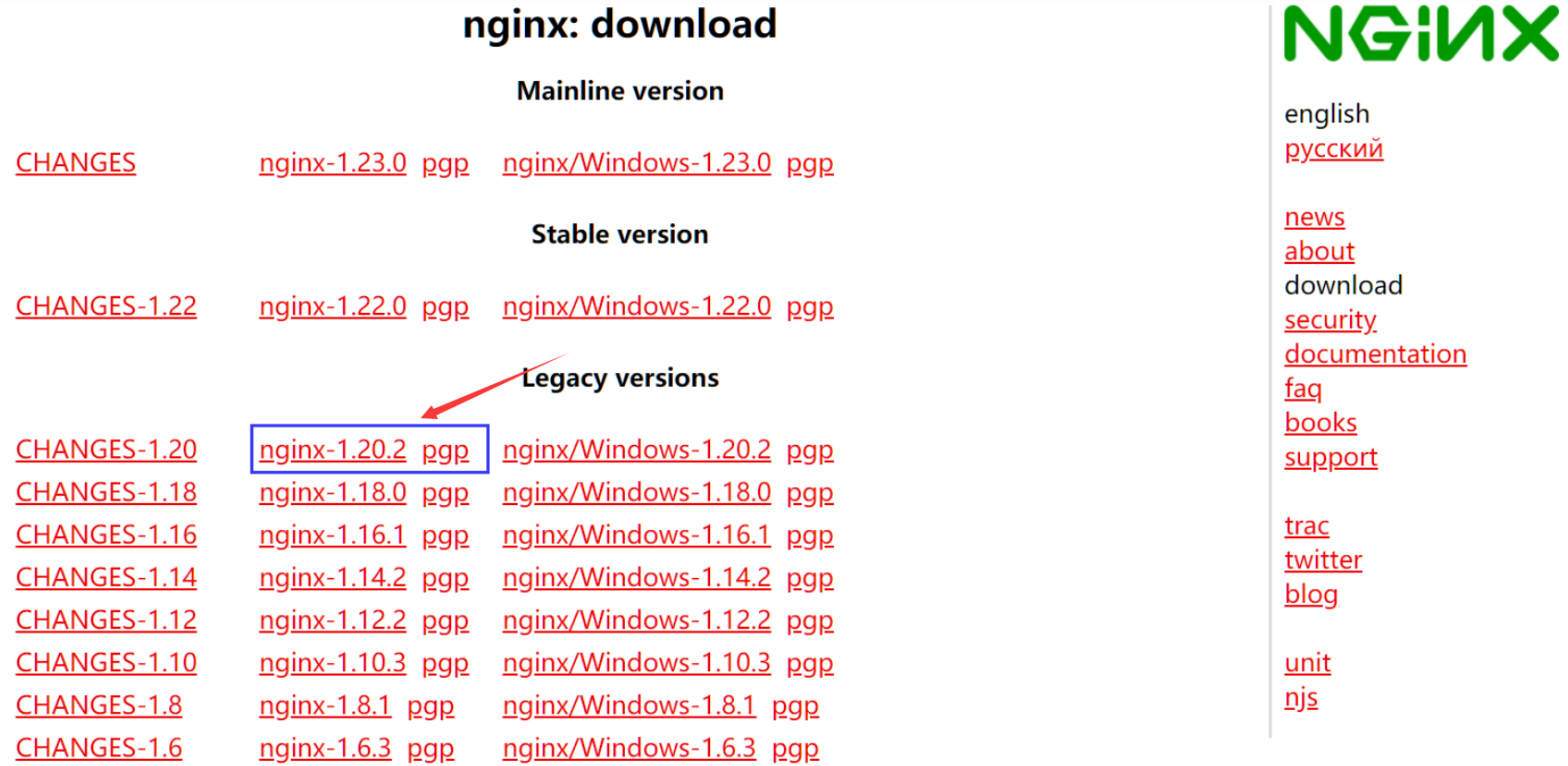 nginx: download
Mainline version
CHANGES nginx-1.23.0 pgp nginx/Windows-1.23.0 pgp
Stable version
CHANGES-1.22 nginx-1.22.0 pgp nginx/Windows-1.22.0 pgp
Legacy versions
CHANGES-1.20 nginx-1.20.2 pgp nginx/Windows-1.20.2 pgp
CHANGES-1.18 nginx-1.18.0 pgp nginx/Windows-1.18.0 pgp
CHANGES-1.16 nginx-1.16.1 pgp nginx/Windows-1.16.1 pgp
CHANGES-1.14 nginx-1.14.2 pgp nginx/Windows-1.14.2 pgp
CHANGES-1.12 nginx-1.12.2 pgp nginx/Windows-1.12.2 pgp
CHANGES-1.10 nginx-1.10.3 pgp nginx/Windows-1.10.3 pgp
CHANGES-1.8 nginx-1.8.1 pgp nginx/Windows-1.8.1 pgp
CHANGES-1.6 nginx-1.6.3 pgp nginx/Windows-1.6.3 pgp
NGiNX
english
русский
news
about
download
security
documentation
faq
books
support
trac
twitter
blog
unit
njs